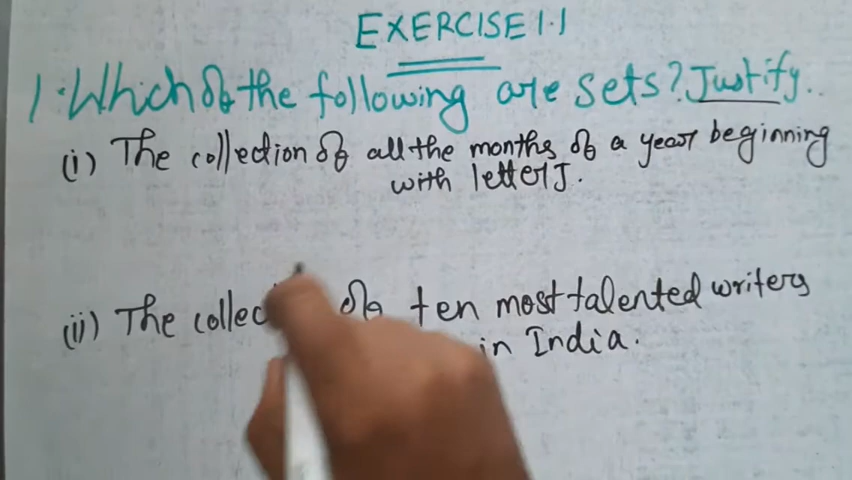 EXERCISE 1.1
1. Which of the following are sets? Justify.
(i) The collection of all the months of a year beginning
with letter J.
(ii) The of ten most talented writers
in India.